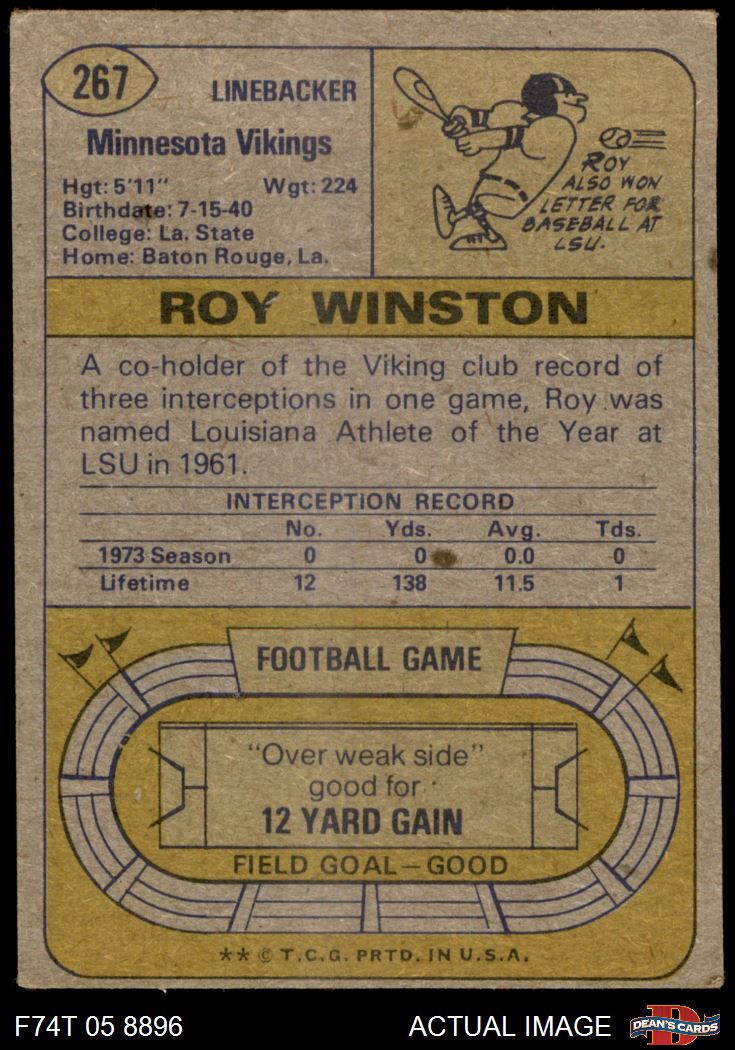 267
LINEBACKER
Minnesota Vikings
Hgt: 5'11" Wgt: 224
Birthdate: 7-15-40
College: La. State
Home: Baton Rouge, La.
ROY
ALSO WON
LETTER FOR
BASEBALL AT
LSU.
ROY WINSTON
A co-holder of the Viking club record of
three interceptions in one game, Roy was
named Louisiana Athlete of the Year at
LSU in 1961.
INTERCEPTION RECORD
No. Yds. Avg. Tds.
1973 Season 0 0 0.0 0
Lifetime 12 138 11.5 1
FOOTBALL GAME
"Over weak side"
good for
12 YARD GAIN
FIELD GOAL—GOOD
** © T.C.G. PRTD. IN U.S.A.
F74T 05 8896 ACTUAL IMAGE
D
DEAN'S CARDS